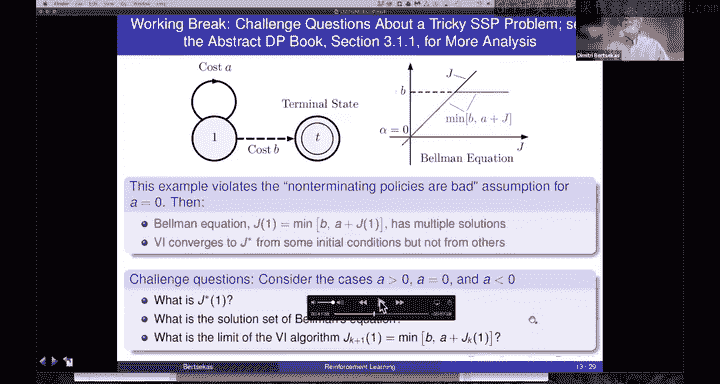 Working Break: Challenge Questions About a Tricky SSP Problem; se
the Abstract DP Book, Section 3.1.1, for More Analysis
Dimitri Bertsekas
Cost a
1
Cost b
Terminal State
t
J
b
min[b, a + J]
α = 0
J
Bellman Equation
This example violates the "nonterminating policies are bad" assumption for
a = 0. Then:
Bellman equation, J(1) = min [b, a + J(1)], has multiple solutions
VI converges to J* from some initial conditions but not from others
Challenge questions: Consider the cases a > 0, a = 0, and a < 0
What is J*(1)?
What is the solution set of Bellman's equation?
What is the limit of the VI algorithm Jk+1(1) = min [b, a + Jk(1)]?
Bertsekas
Reinforcement Learning
29